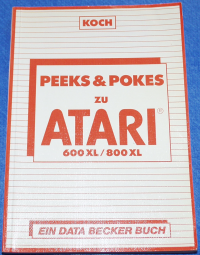 KOCH
PEEKS & POKES
zu
ATARI®
600 XL / 800 XL
EIN DATA BECKER BUCH